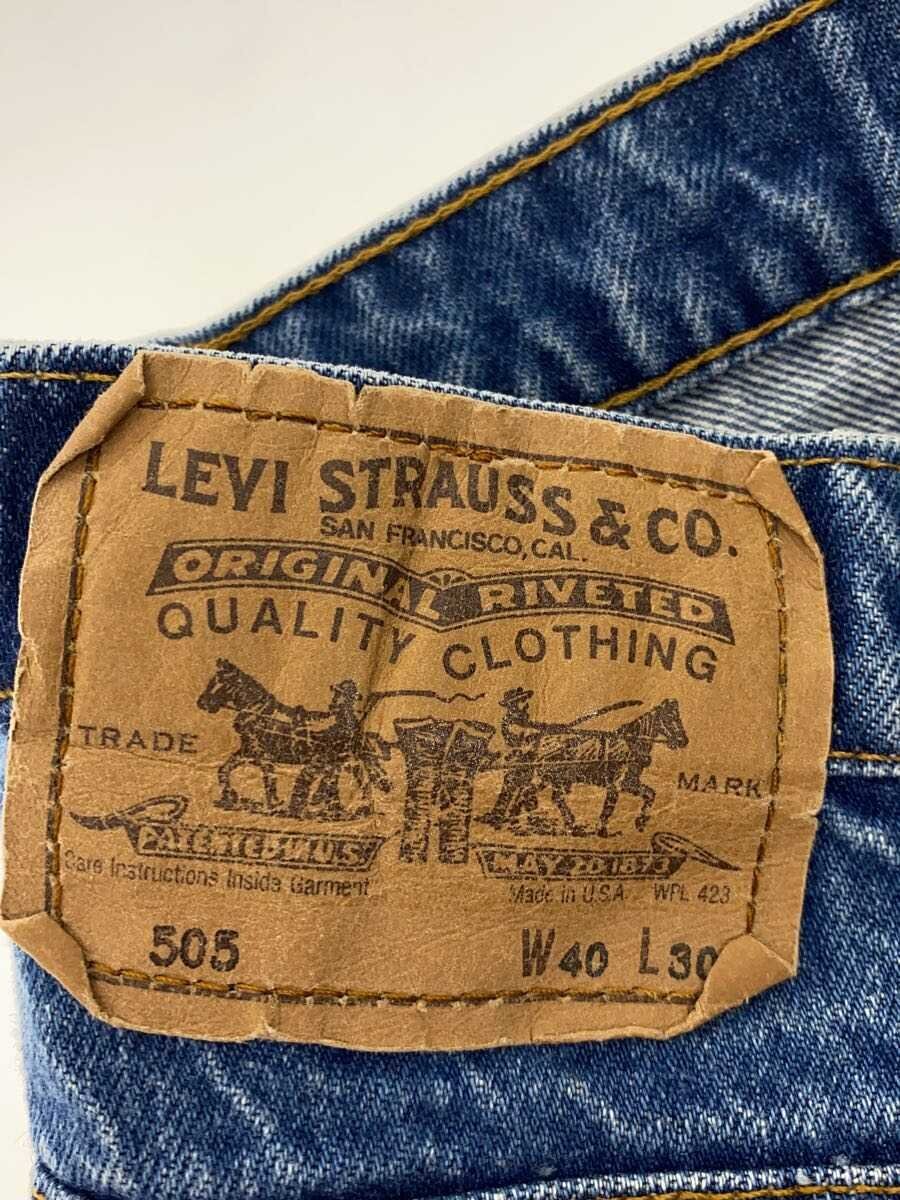 LEVI STRAUSS & CO.
SAN FRANCISCO, CAL.
ORIGINAL RIVETED
QUALITY CLOTHING
TRADE MARK
PATENTED IN U.S. MAY 20 1873
Care Instructions Inside Garment Made in U.S.A. WPL 423
505 W40 L30